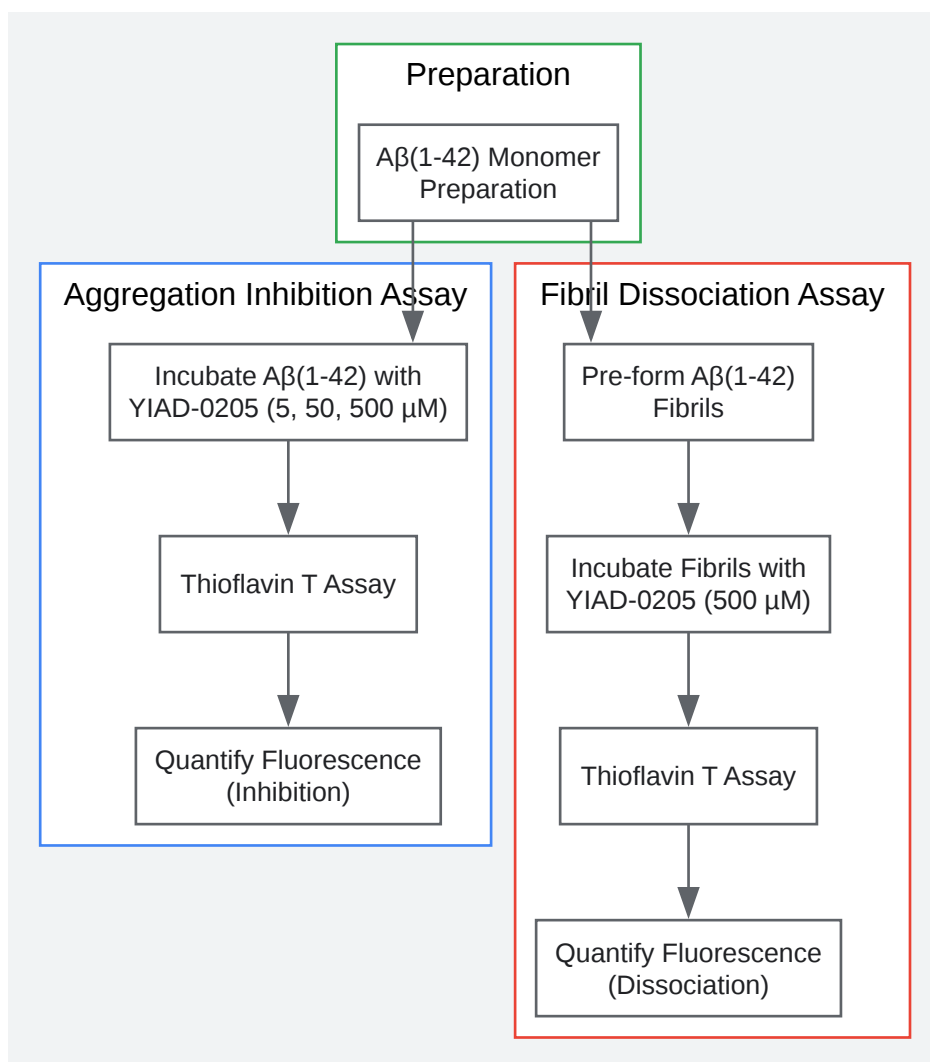 Preparation
Aβ(1-42) Monomer
Preparation
Aggregation Inhibition Assay
Incubate Aβ(1-42) with
YIAD-0205 (5, 50, 500 µM)
Thioflavin T Assay
Quantify Fluorescence
(Inhibition)
Fibril Dissociation Assay
Pre-form Aβ(1-42)
Fibrils
Incubate Fibrils with
YIAD-0205 (500 µM)
Thioflavin T Assay
Quantify Fluorescence
(Dissociation)